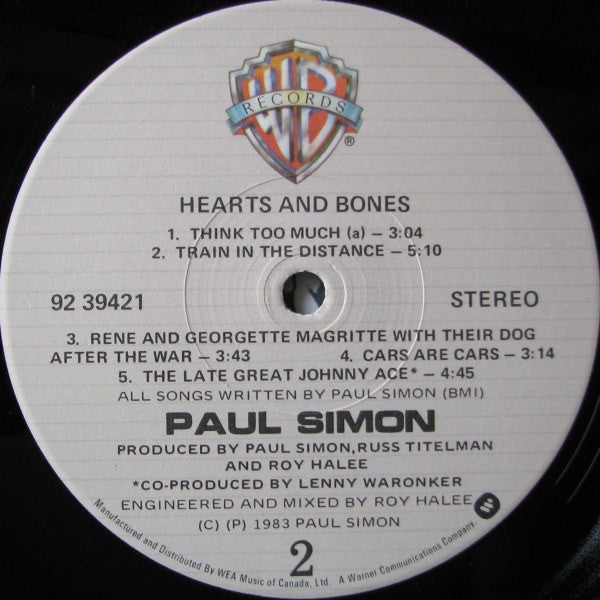 WB
RECORDS
®
HEARTS AND BONES
1. THINK TOO MUCH (a) – 3:04
2. TRAIN IN THE DISTANCE – 5:10
92 39421
STEREO
3. RENE AND GEORGETTE MAGRITTE WITH THEIR DOG
AFTER THE WAR – 3:43 4. CARS ARE CARS – 3:14
5. THE LATE GREAT JOHNNY ACE* – 4:45
ALL SONGS WRITTEN BY PAUL SIMON (BMI)
PAUL SIMON
PRODUCED BY PAUL SIMON, RUSS TITELMAN
AND ROY HALEE
*CO-PRODUCED BY LENNY WARONKER
ENGINEERED AND MIXED BY ROY HALEE
(C) (P) 1983 PAUL SIMON
2
Manufactured and Distributed By WEA Music of Canada, Ltd. A Warner Communications Company.